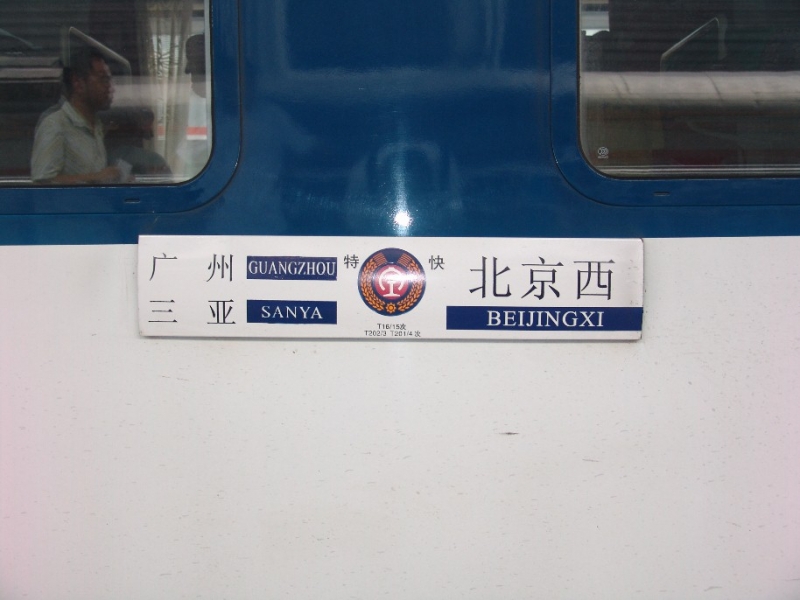 广 州 GUANGZHOU 特 快 北京西
三 亚 SANYA BEIJINGXI
T16/15次
T202/3 T201/4次